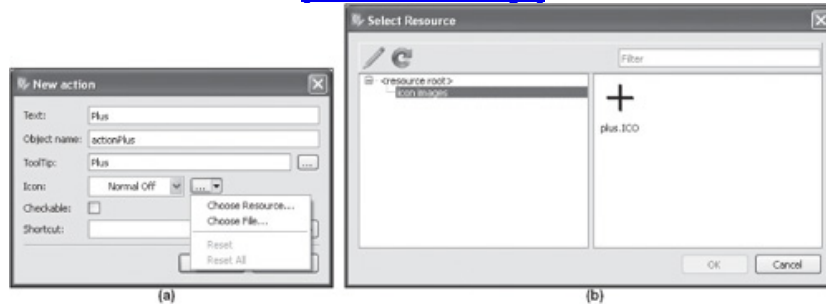 New action
Text: Plus
Object name: actionPlus
ToolTip: Plus ...
Icon: Normal Off ...
Checkable:
Shortcut:
Choose Resource...
Choose File...
Reset
Reset All
(a)
Select Resource
Filter
<resource root>
icon images
plus.ICO
OK Cancel
(b)